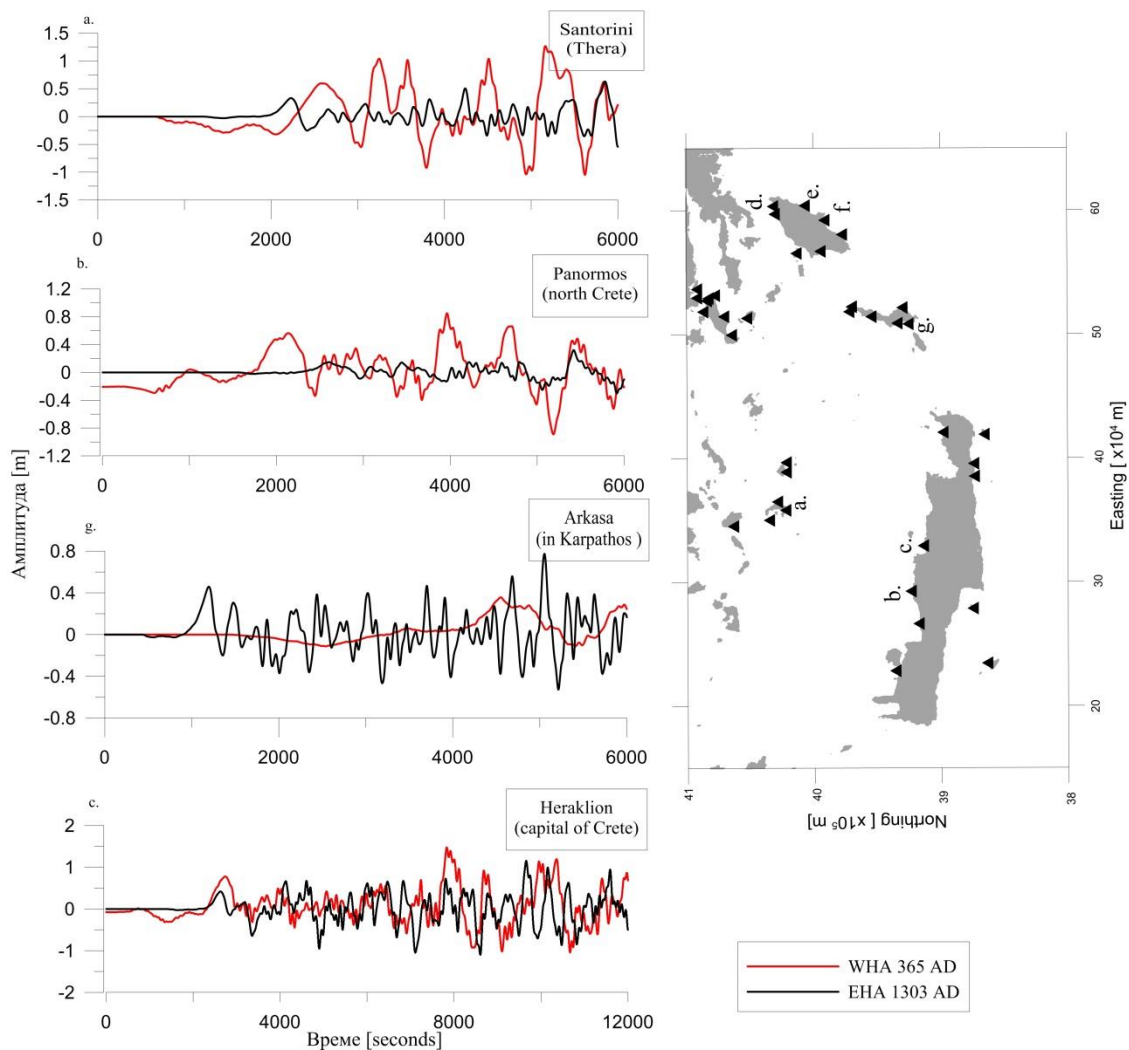 a.
Santorini
(Thera)
1.5
1
0.5
0
-0.5
-1
-1.5
0 2000 4000 6000
b.
Panormos
(north Crete)
1.2
0.8
0.4
0
-0.4
-0.8
-1.2
0 2000 4000 6000
g.
Arkasa
(in Karpathos )
0.8
0.4
0
-0.4
-0.8
0 2000 4000 6000
c.
Heraklion
(capital of Crete)
2
1
0
-1
-2
0 4000 8000 12000
Амплитуда [m]
Време [seconds]
d.
e.
f.
g.
a.
c.
b.
60
50
40
30
20
Easting [ x10⁴ m]
41 40 39 38
Northing [ x10⁵ m]
WHA 365 AD
EHA 1303 AD